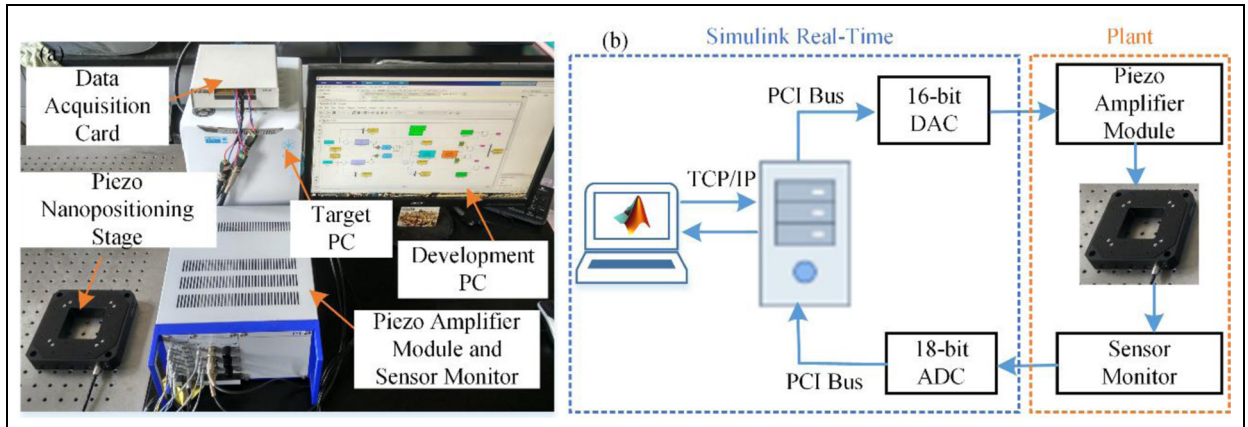 (a)
Data
Acquisition
Card
Piezo
Nanopositioning
Stage
Target
PC
Development
PC
Piezo Amplifier
Module and
Sensor Monitor
(b)
Simulink Real-Time
Plant
PCI Bus
16-bit
DAC
Piezo
Amplifier
Module
TCP/IP
PCI Bus
18-bit
ADC
Sensor
Monitor